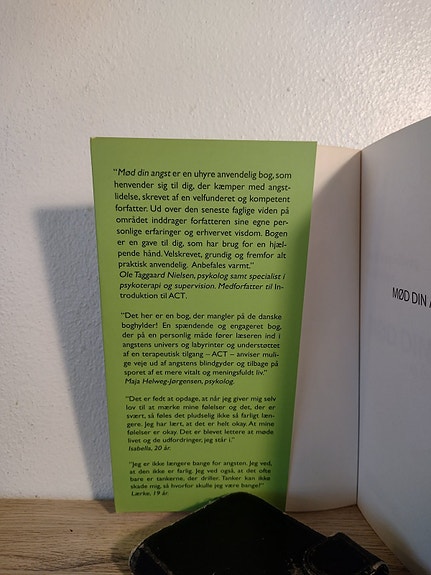 "Mød din angst er en uhyre anvendelig bog, som
henvender sig til dig, der kæmper med angst-
lidelse, skrevet af en velfunderet og kompetent
forfatter. Ud over den seneste faglige viden på
området inddrager forfatteren sine egne per-
sonlige erfaringer og erhvervet visdom. Bogen
er en gave til dig, som har brug for en hjæl-
pende hånd. Velskrevet, grundig og fremfor alt
praktisk anvendelig. Anbefales varmt."
Ole Taggaard Nielsen, psykolog samt specialist i
psykoterapi og supervision. Medforfatter til In-
troduktion til ACT.
"Det her er en bog, der mangler på de danske
boghylder! En spændende og engageret bog,
der på en personlig måde fører læseren ind i
angstens univers og labyrinter og understøttet
af en terapeutisk tilgang – ACT – anviser muli-
ge veje ud af angstens blindgyder og tilbage på
sporet af et mere vitalt og meningsfuldt liv."
Maja Helweg-Jørgensen, psykolog.
"Det er fedt at opdage, at når jeg giver mig selv
lov til at mærke mine følelser og det, der er
svært, så føles det pludselig ikke så farligt læn-
gere. Jeg har lært, at det er helt okay. At mine
følelser er okay. Det er blevet lettere at møde
livet og de udfordringer, jeg står i."
Isabella, 20 år.
"Jeg er ikke længere bange for angsten. Jeg ved,
at den ikke er farlig. Jeg ved også, at det ofte
bare er tankerne, der driller. Tanker kan ikke
skade mig, så hvorfor skulle jeg være bange?"
Lærke, 19 år.
MØD DIN A